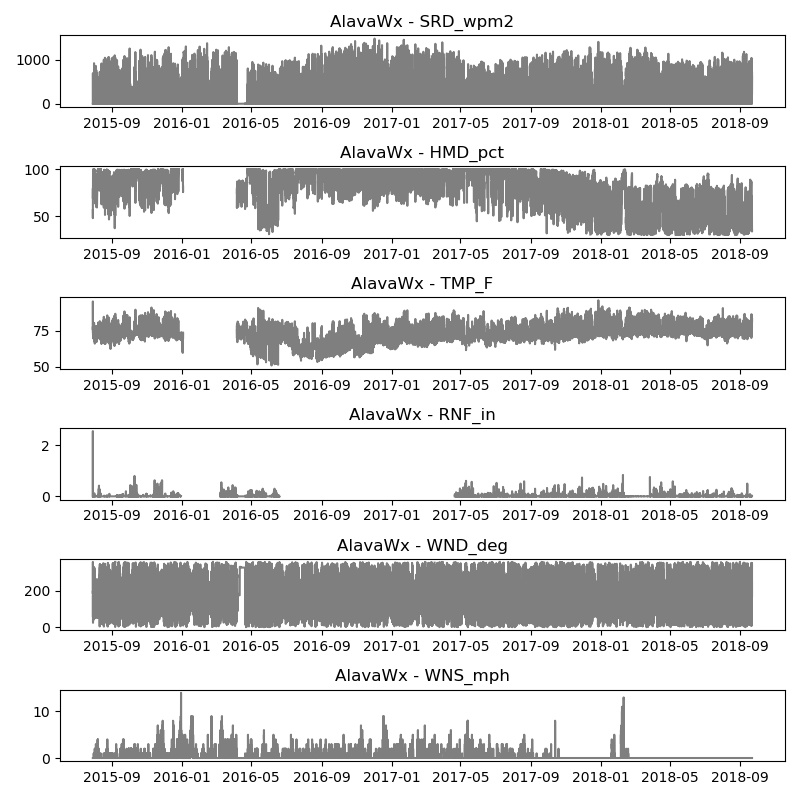 AlavaWx - SRD_wpm2
1000
0
2015-09 2016-01 2016-05 2016-09 2017-01 2017-05 2017-09 2018-01 2018-05 2018-09
AlavaWx - HMD_pct
100
50
2015-09 2016-01 2016-05 2016-09 2017-01 2017-05 2017-09 2018-01 2018-05 2018-09
AlavaWx - TMP_F
75
50
2015-09 2016-01 2016-05 2016-09 2017-01 2017-05 2017-09 2018-01 2018-05 2018-09
AlavaWx - RNF_in
2
0
2015-09 2016-01 2016-05 2016-09 2017-01 2017-05 2017-09 2018-01 2018-05 2018-09
AlavaWx - WND_deg
200
0
2015-09 2016-01 2016-05 2016-09 2017-01 2017-05 2017-09 2018-01 2018-05 2018-09
AlavaWx - WNS_mph
10
0
2015-09 2016-01 2016-05 2016-09 2017-01 2017-05 2017-09 2018-01 2018-05 2018-09